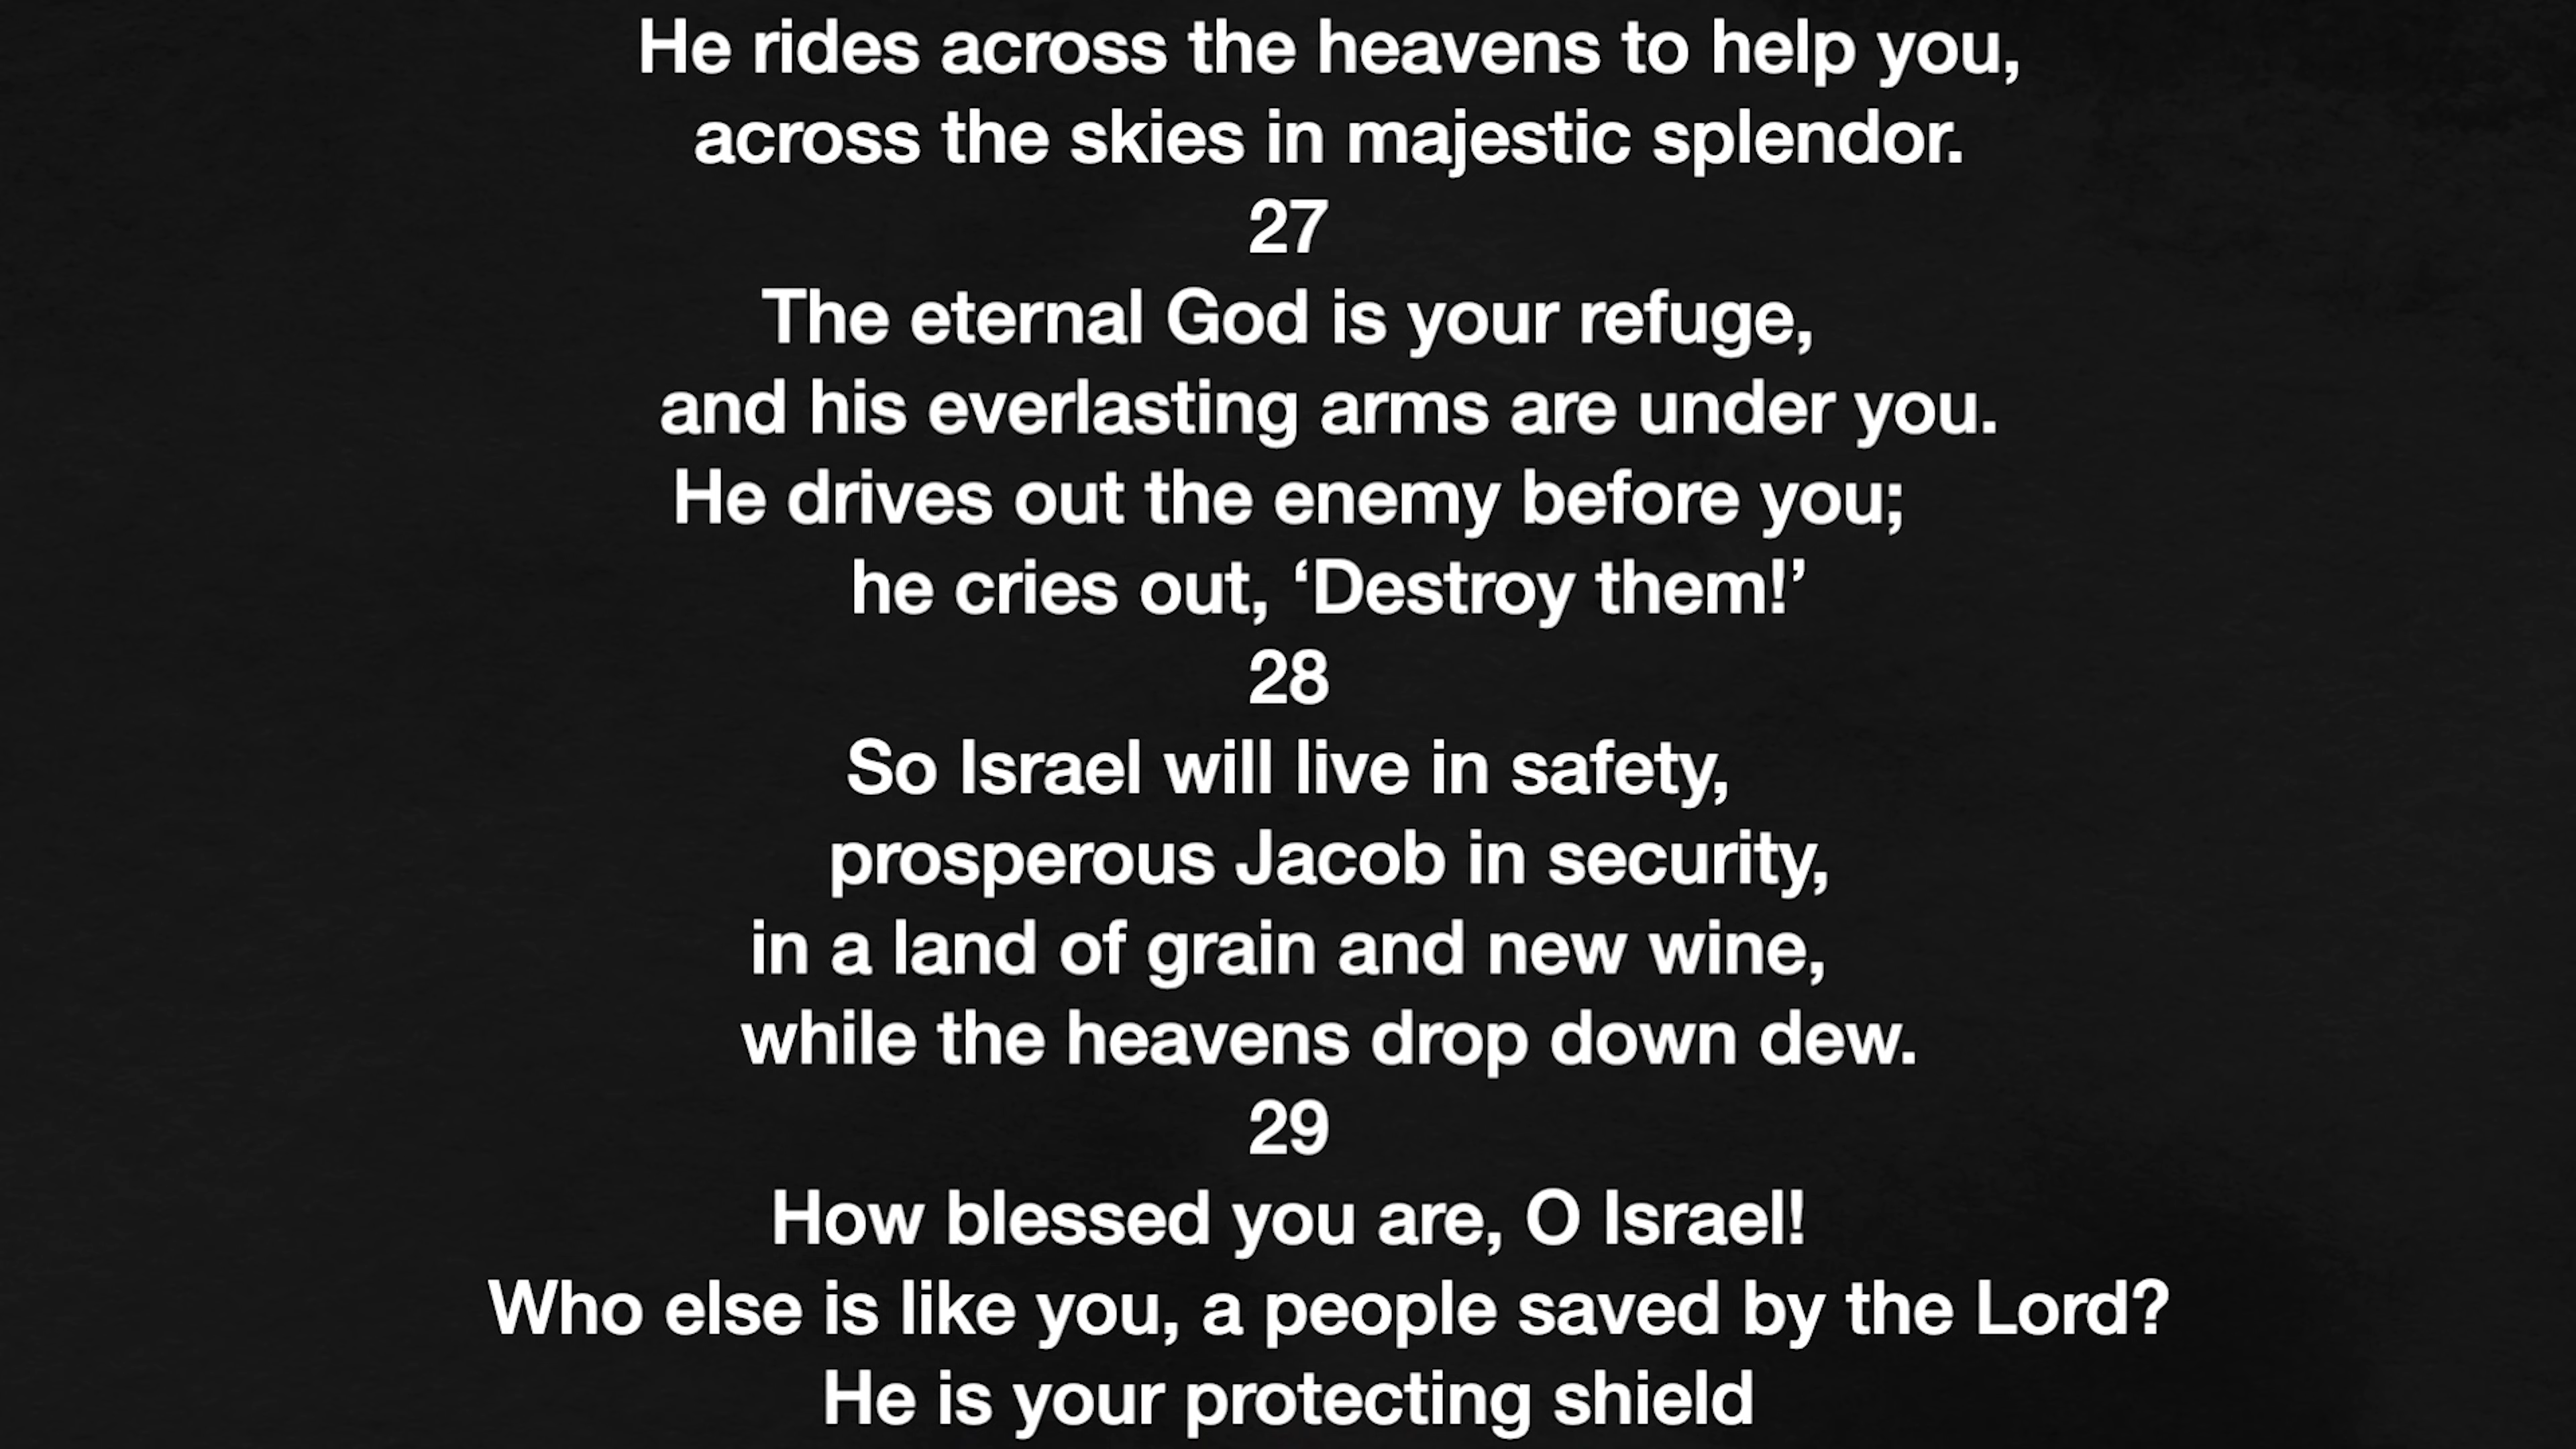 He rides across the heavens to help you,
across the skies in majestic splendor.
27
The eternal God is your refuge,
and his everlasting arms are under you.
He drives out the enemy before you;
he cries out, ‘Destroy them!’
28
So Israel will live in safety,
prosperous Jacob in security,
in a land of grain and new wine,
while the heavens drop down dew.
29
How blessed you are, O Israel!
Who else is like you, a people saved by the Lord?
He is your protecting shield